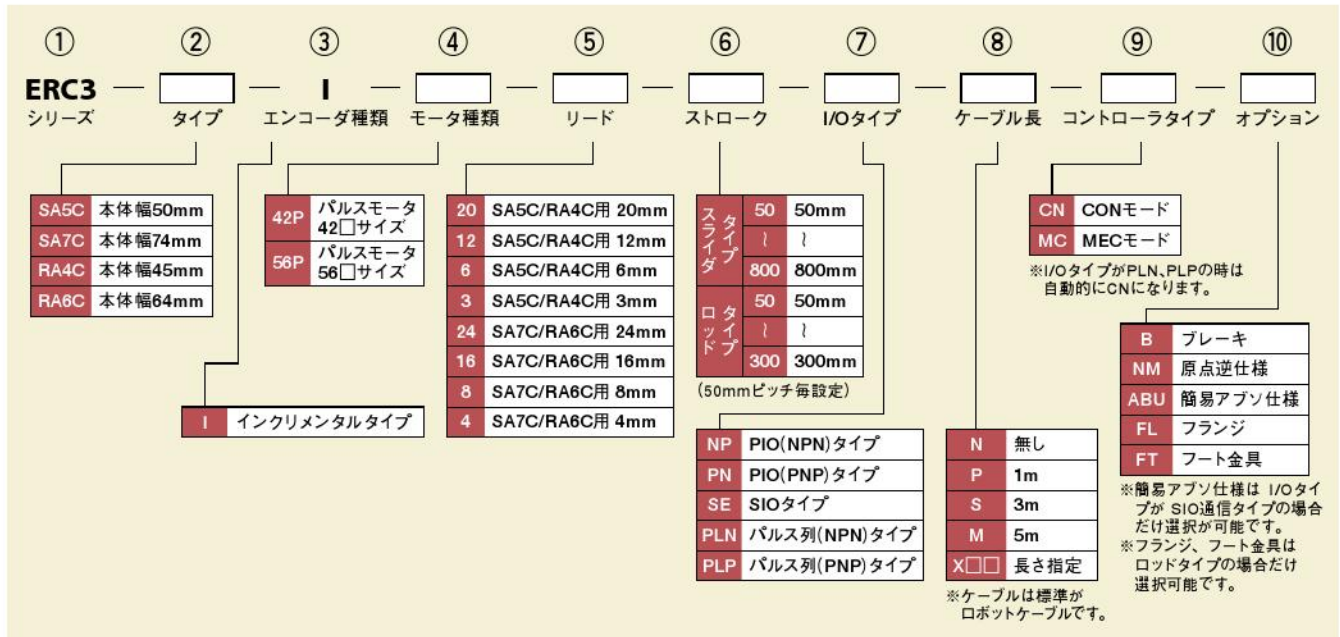 ① ② ③ ④ ⑤ ⑥ ⑦ ⑧ ⑨ ⑩
ERC3 — — I — — — — — — —
シリーズ タイプ エンコーダ種類 モータ種類 リード ストローク I/Oタイプ ケーブル長 コントローラタイプ オプション
SA5C 本体幅50mm
SA7C 本体幅74mm
RA4C 本体幅45mm
RA6C 本体幅64mm
I インクリメンタルタイプ
42P パルスモータ
42□サイズ
56P パルスモータ
56□サイズ
20 SA5C/RA4C用 20mm
12 SA5C/RA4C用 12mm
6 SA5C/RA4C用 6mm
3 SA5C/RA4C用 3mm
24 SA7C/RA6C用 24mm
16 SA7C/RA6C用 16mm
8 SA7C/RA6C用 8mm
4 SA7C/RA6C用 4mm
スライダ
タイプ
50 50mm
~ ~
800 800mm
ロッド
タイプ
50 50mm
~ ~
300 300mm
(50mmピッチ毎設定)
NP PIO(NPN)タイプ
PN PIO(PNP)タイプ
SE SIOタイプ
PLN パルス列(NPN)タイプ
PLP パルス列(PNP)タイプ
N 無し
P 1m
S 3m
M 5m
X□□ 長さ指定
※ケーブルは標準が
ロボットケーブルです。
CN CONモード
MC MECモード
※I/OタイプがPLN、PLPの時は
自動的にCNになります。
B ブレーキ
NM 原点逆仕様
ABU 簡易アブソ仕様
FL フランジ
FT フート金具
※簡易アブソ仕様は I/Oタイ
プが SIO通信タイプの場合
だけ選択が可能です。
※フランジ、フート金具は
ロッドタイプの場合だけ
選択可能です。